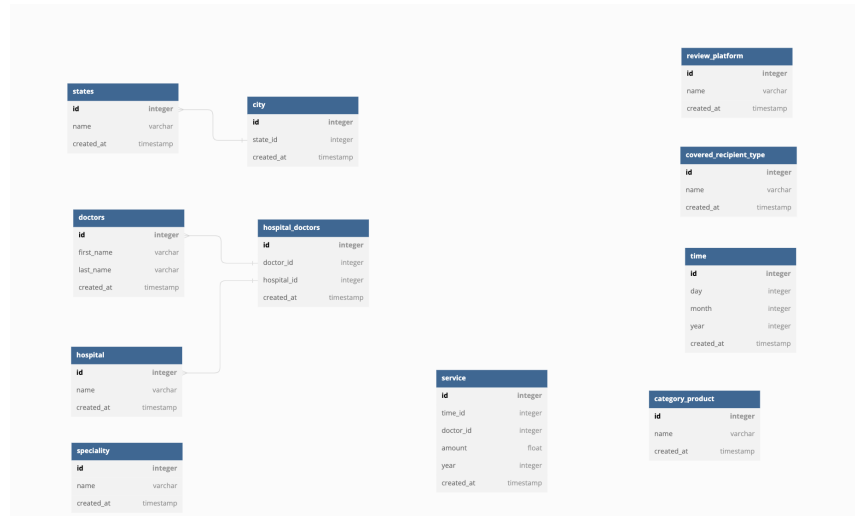 states
id integer
name varchar
created_at timestamp
city
id integer
state_id integer
created_at timestamp
doctors
id integer
first_name varchar
last_name varchar
created_at timestamp
hospital_doctors
id integer
doctor_id integer
hospital_id integer
created_at timestamp
hospital
id integer
name varchar
created_at timestamp
speciality
id integer
name varchar
created_at timestamp
service
id integer
time_id integer
doctor_id integer
amount float
year integer
created_at timestamp
review_platform
id integer
name varchar
created_at timestamp
covered_recipient_type
id integer
name varchar
created_at timestamp
time
id integer
day integer
month integer
year integer
created_at timestamp
category_product
id integer
name varchar
created_at timestamp